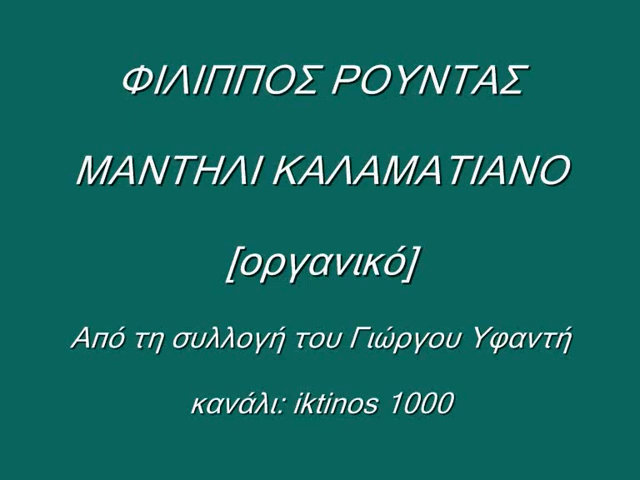 ΦΙΛΙΠΠΟΣ ΡΟΥΝΤΑΣ
ΜΑΝΤΗΛΙ ΚΑΛΑΜΑΤΙΑΝΟ
[οργανικό]
Από τη συλλογή του Γιώργου Υφαντή
κανάλι: iktinos 1000